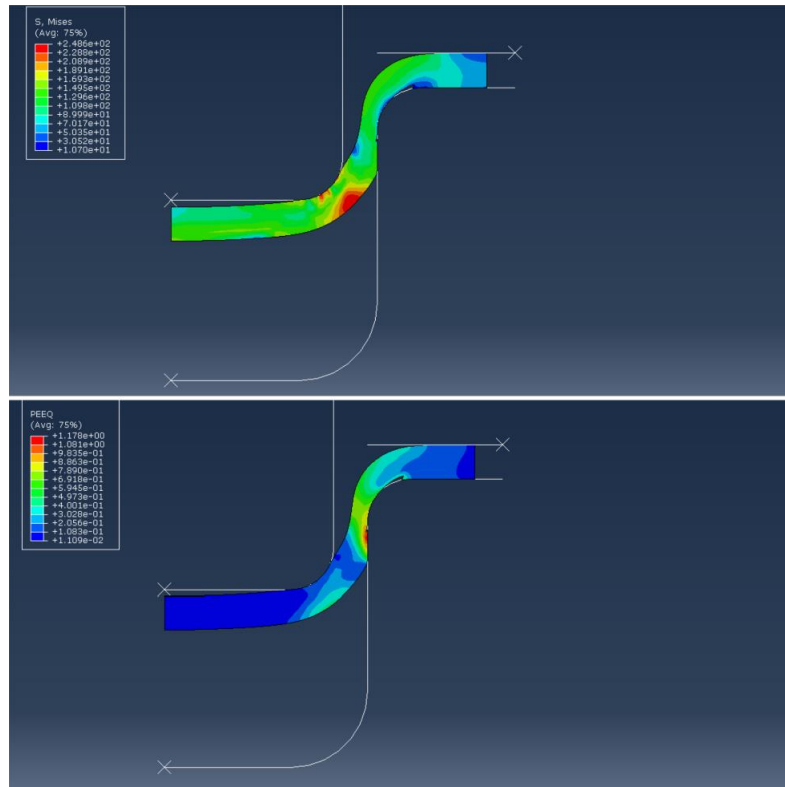 S, Mises
(Avg: 75%)
+2.486e+02
+2.288e+02
+2.089e+02
+1.891e+02
+1.693e+02
+1.495e+02
+1.296e+02
+1.098e+02
+8.999e+01
+7.017e+01
+5.035e+01
+3.052e+01
+1.070e+01
PEEQ
(Avg: 75%)
+1.178e+00
+1.081e+00
+9.835e-01
+8.863e-01
+7.890e-01
+6.918e-01
+5.945e-01
+4.973e-01
+4.001e-01
+3.028e-01
+2.056e-01
+1.083e-01
+1.109e-02